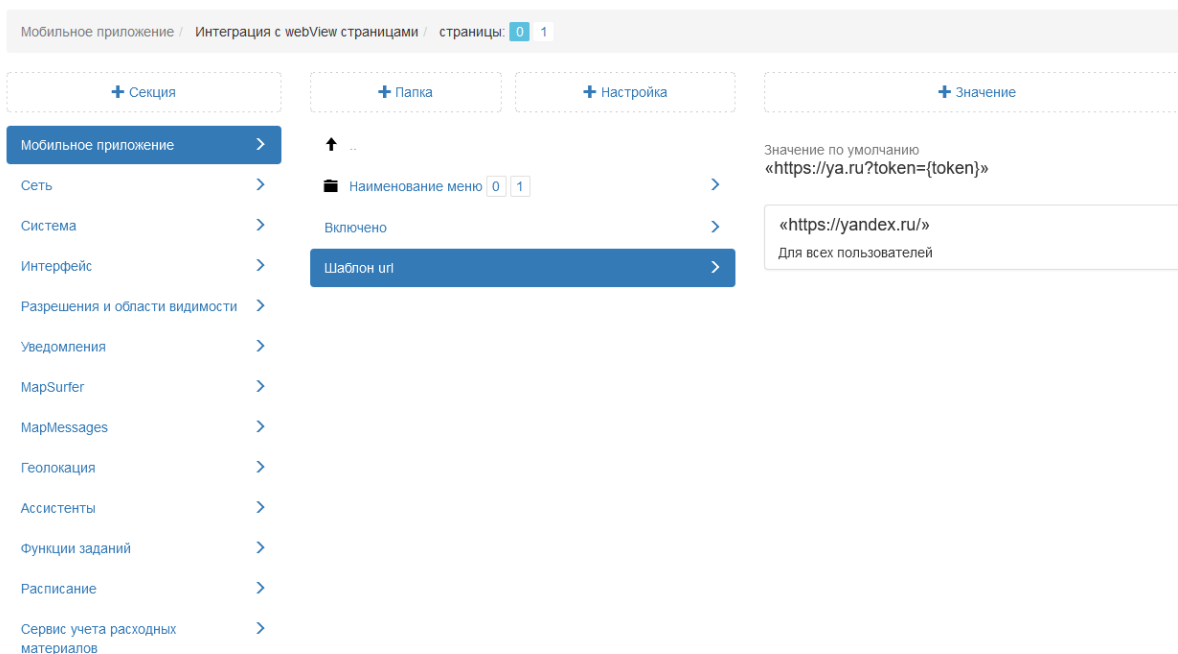 Мобильное приложение / Интеграция с webView страницами / страницы: 0 1
+ Секция
+ Папка
+ Настройка
+ Значение
Мобильное приложение
Сеть
Система
Интерфейс
Разрешения и области видимости
Уведомления
MapSurfer
MapMessages
Геолокация
Ассистенты
Функции заданий
Расписание
Сервис учета расходных
материалов
..
Наименование меню 0 1
Включено
Шаблон url
Значение по умолчанию
«https://ya.ru?token={token}»
«https://yandex.ru/»
Для всех пользователей